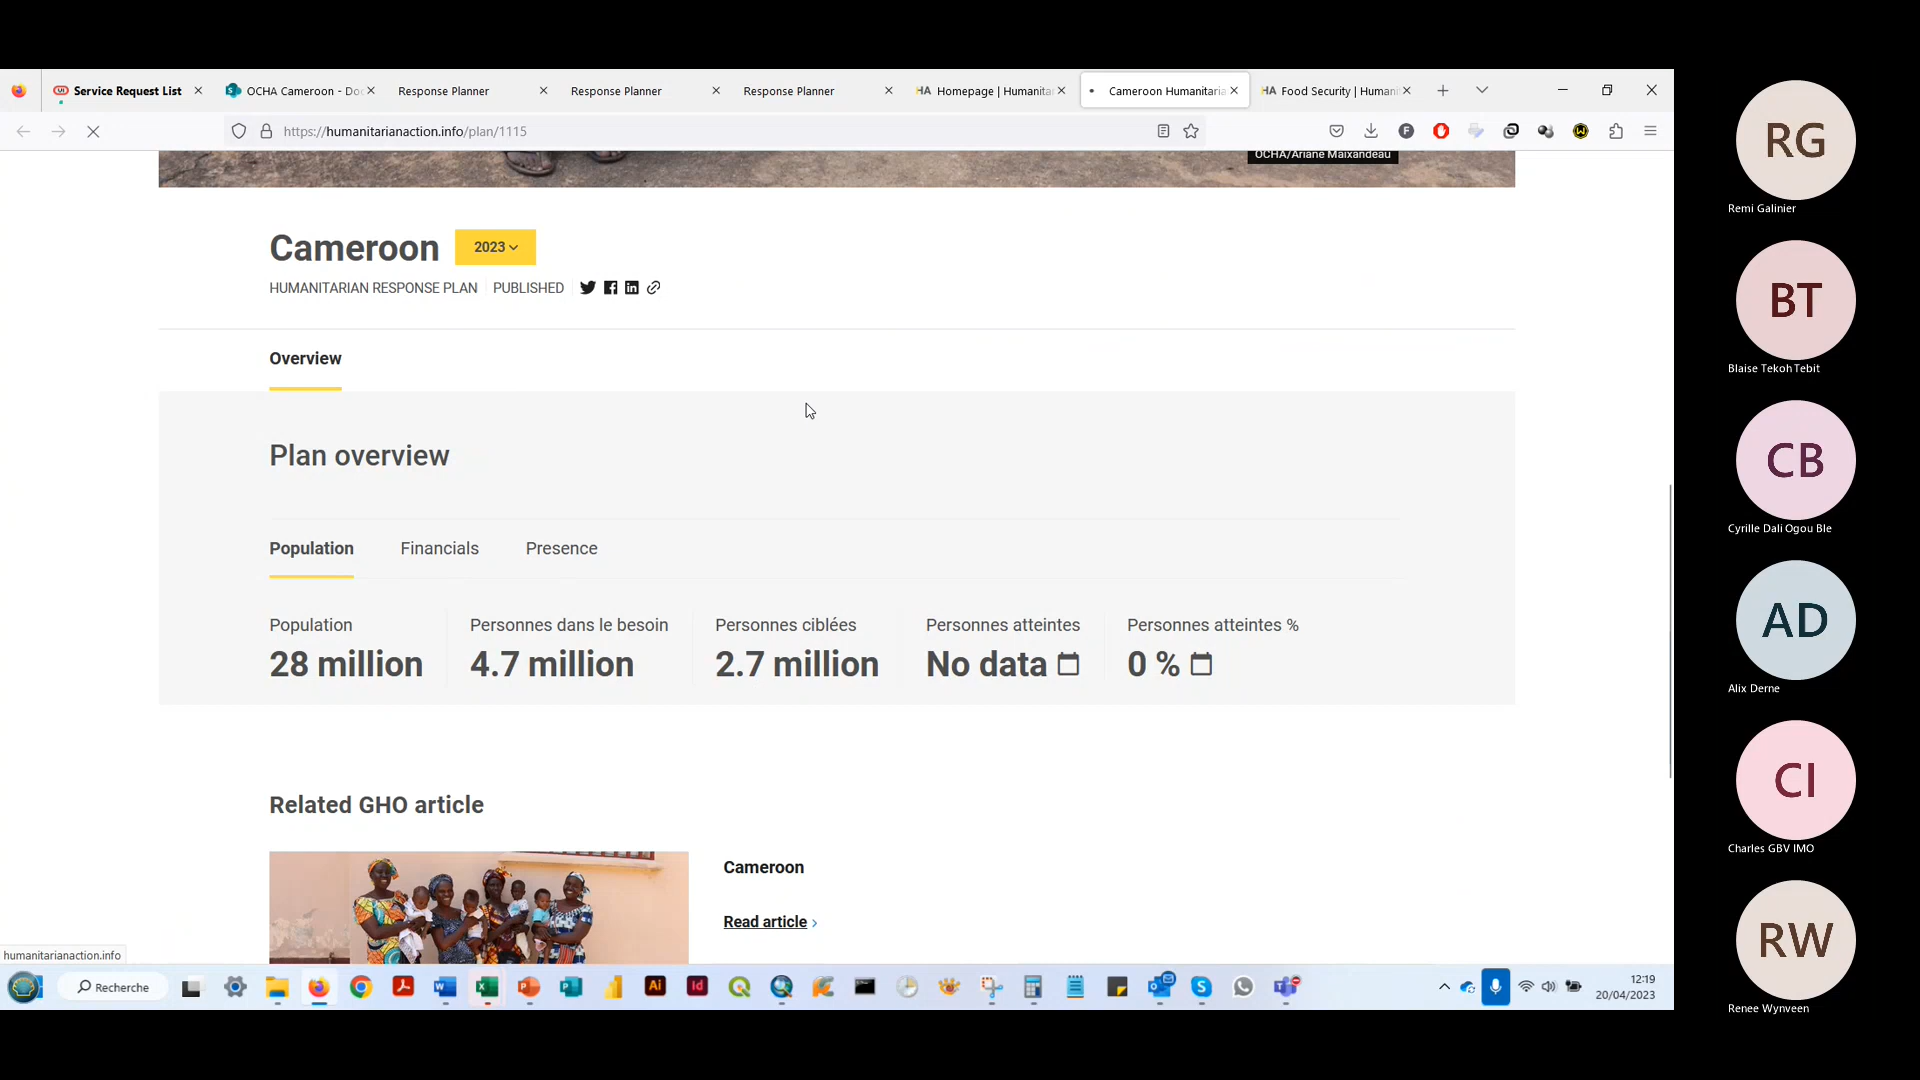 Service Request List
OCHA Cameroon - Doc
Response Planner
Response Planner
Response Planner
HA Homepage | Humanitar
Cameroon Humanitaria
HA Food Security | Humani
https://humanitarianaction.info/plan/1115
OCHA/Ariane Maixandeau
Cameroon
2023
HUMANITARIAN RESPONSE PLAN
PUBLISHED
Overview
Plan overview
Population
Financials
Presence
Population
Personnes dans le besoin
Personnes ciblées
Personnes atteintes
Personnes atteintes %
28 million
4.7 million
2.7 million
No data
0 %
Related GHO article
Cameroon
Read article
humanitarianaction.info
Recherche
12:19
20/04/2023
RG
Remi Galinier
BT
Blaise Tekoh Tebit
CB
Cyrille Dali Ogou Ble
AD
Alix Derne
CI
Charles GBV IMO
RW
Renee Wynveen